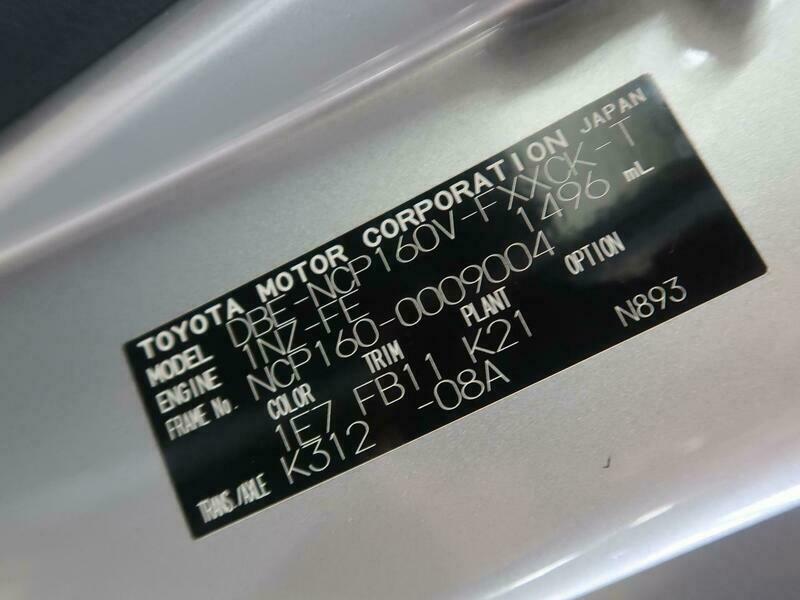 TOYOTA MOTOR CORPORATION JAPAN
MODEL DBE-NCP160V-FXXCK-T
ENGINE 1NZ-FE 1496 mL
FRAME No. NCP160-0009004
COLOR TRIM PLANT OPTION
1E7 FB11 K21 N893
TRANS./AXLE K312 -08A